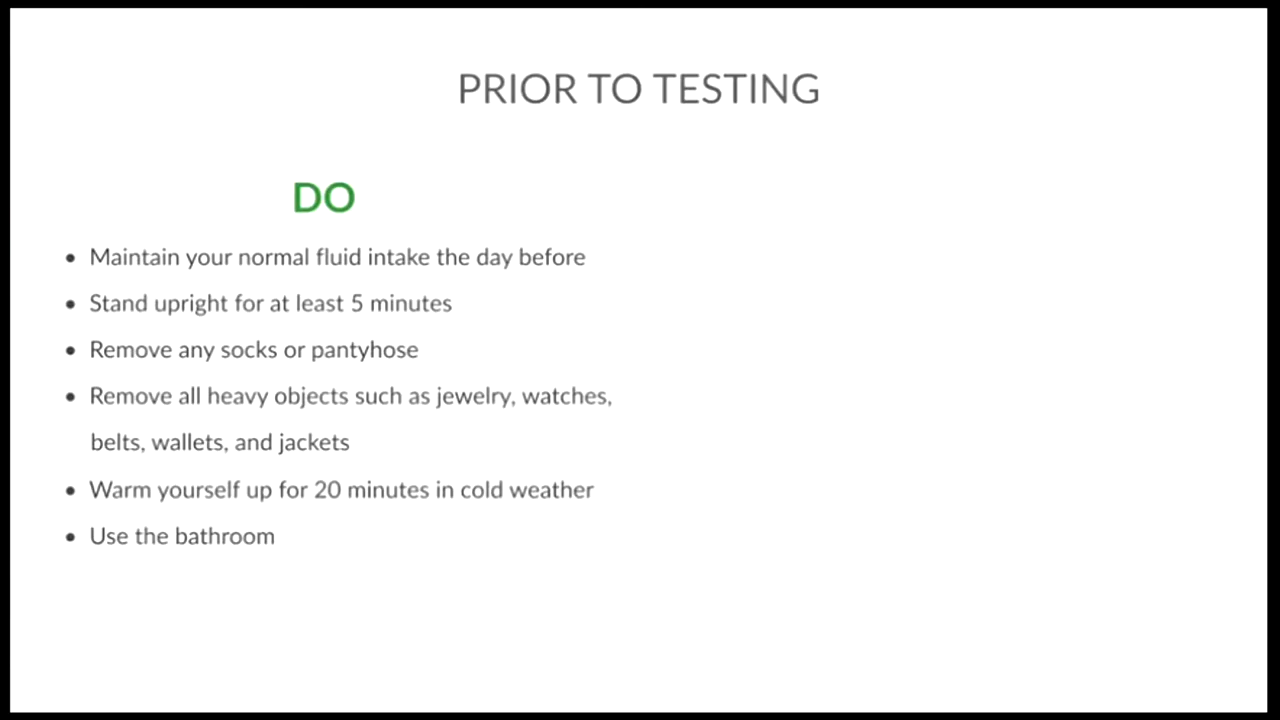 PRIOR TO TESTING
DO
• Maintain your normal fluid intake the day before
• Stand upright for at least 5 minutes
• Remove any socks or pantyhose
• Remove all heavy objects such as jewelry, watches,
belts, wallets, and jackets
• Warm yourself up for 20 minutes in cold weather
• Use the bathroom